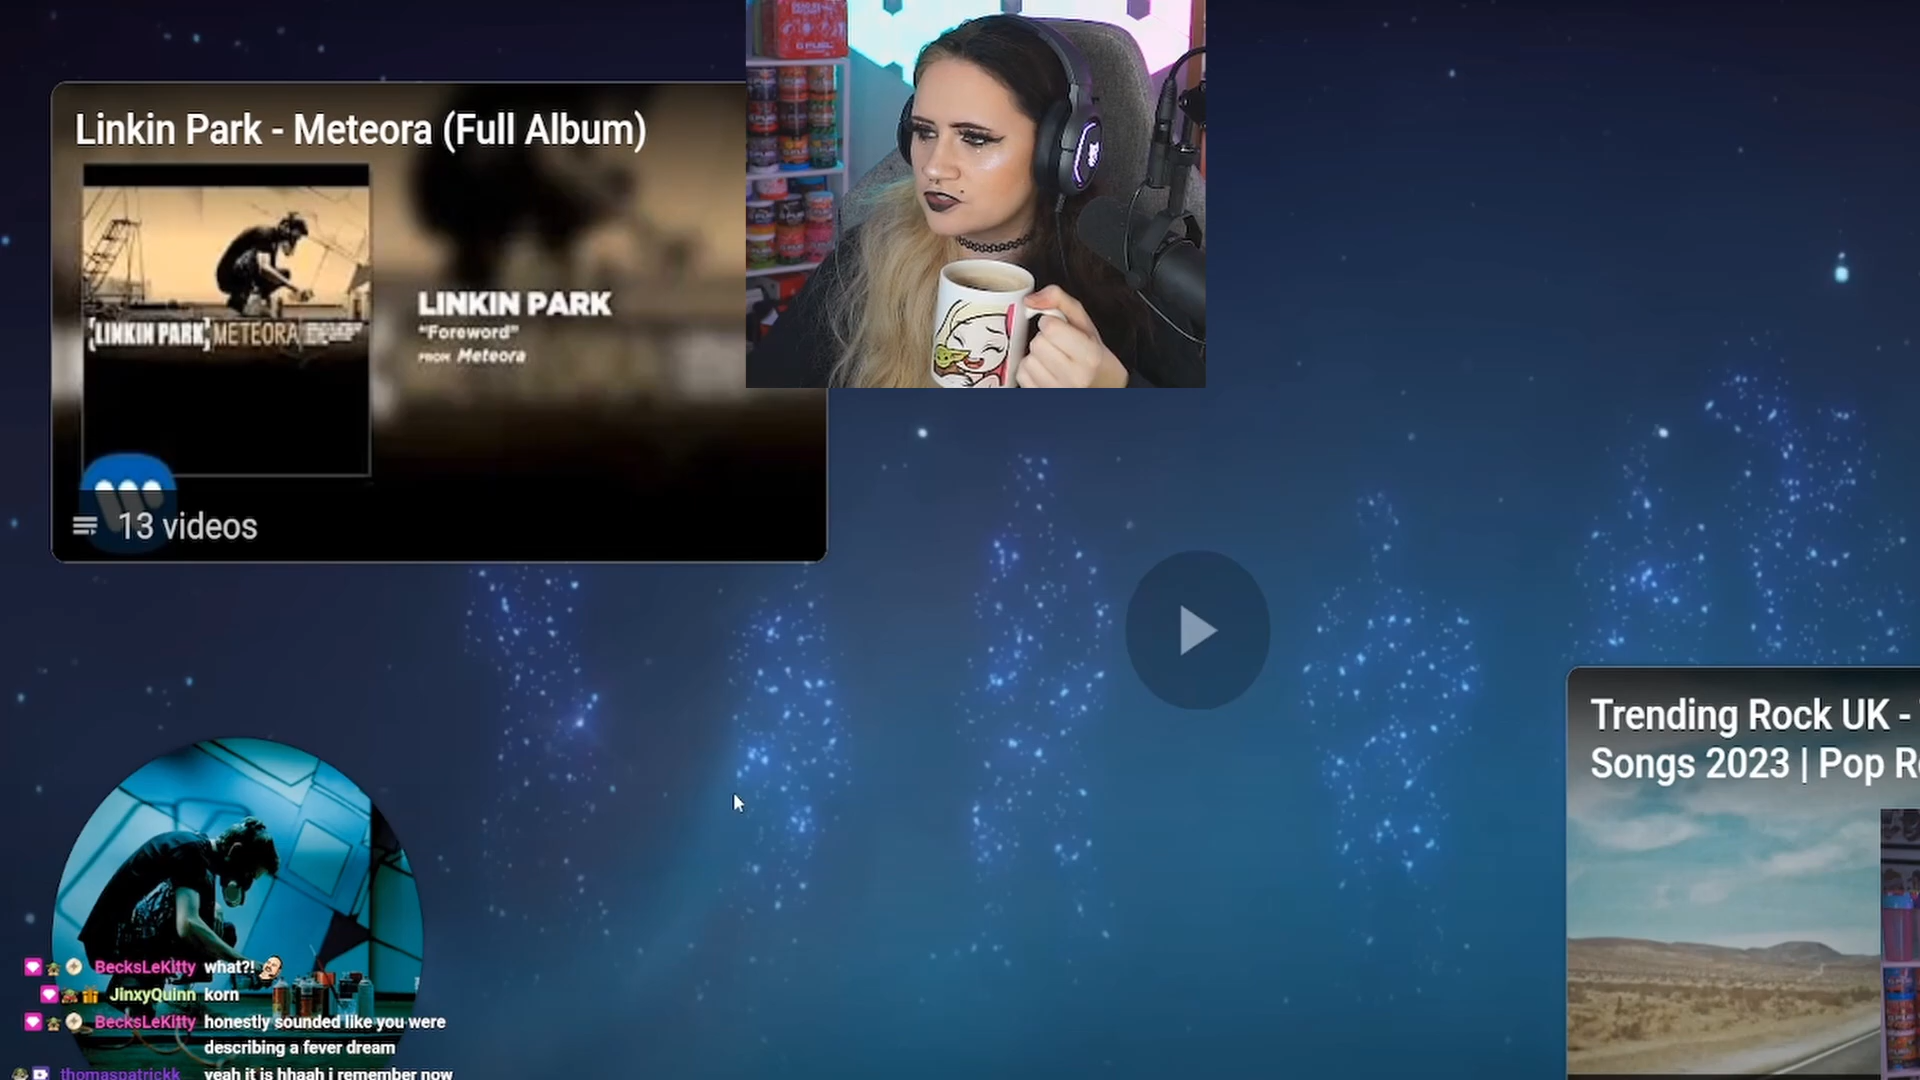 Linkin Park - Meteora (Full Album)
[LINKIN PARK] METEORA
LINKIN PARK
"Foreword"
FROM Meteora
13 videos
G FUEL
Trending Rock UK -
Songs 2023 | Pop R
BecksLeKitty what?!
JinxyQuinn korn
BecksLeKitty honestly sounded like you were
describing a fever dream
thomaspatrickk yeah it is hhaah i remember now